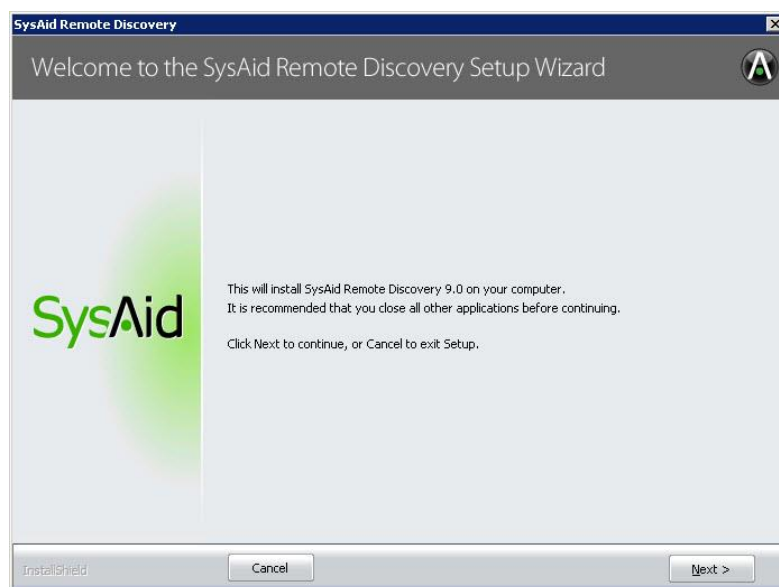 SysAid Remote Discovery
Welcome to the SysAid Remote Discovery Setup Wizard
SysAid
This will install SysAid Remote Discovery 9.0 on your computer.
It is recommended that you close all other applications before continuing.
Click Next to continue, or Cancel to exit Setup.
InstallShield
Cancel
Next >